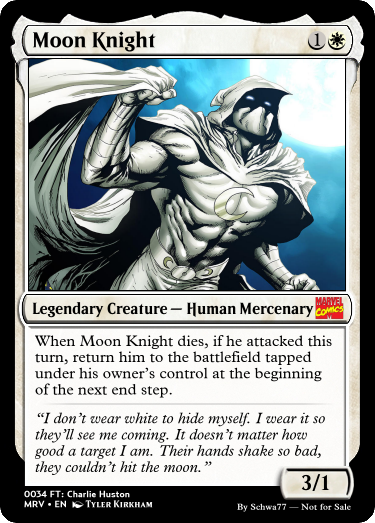 Moon Knight
1
Legendary Creature — Human Mercenary
MARVEL
COMICS
When Moon Knight dies, if he attacked this
turn, return him to the battlefield tapped
under his owner's control at the beginning
of the next end step.
“I don't wear white to hide myself. I wear it so
they'll see me coming. It doesn't matter how
good a target I am. Their hands shake so bad,
they couldn't hit the moon.”
3/1
0034 FT: Charlie Huston
MRV • EN Tyler Kirkham
By Schwa77 — Not for Sale